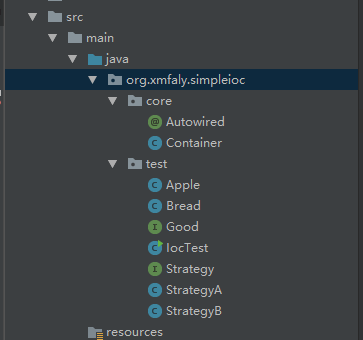 src
main
java
org.xmfaly.simpleioc
core
Autowired
Container
test
Apple
Bread
Good
IocTest
Strategy
StrategyA
StrategyB
resources